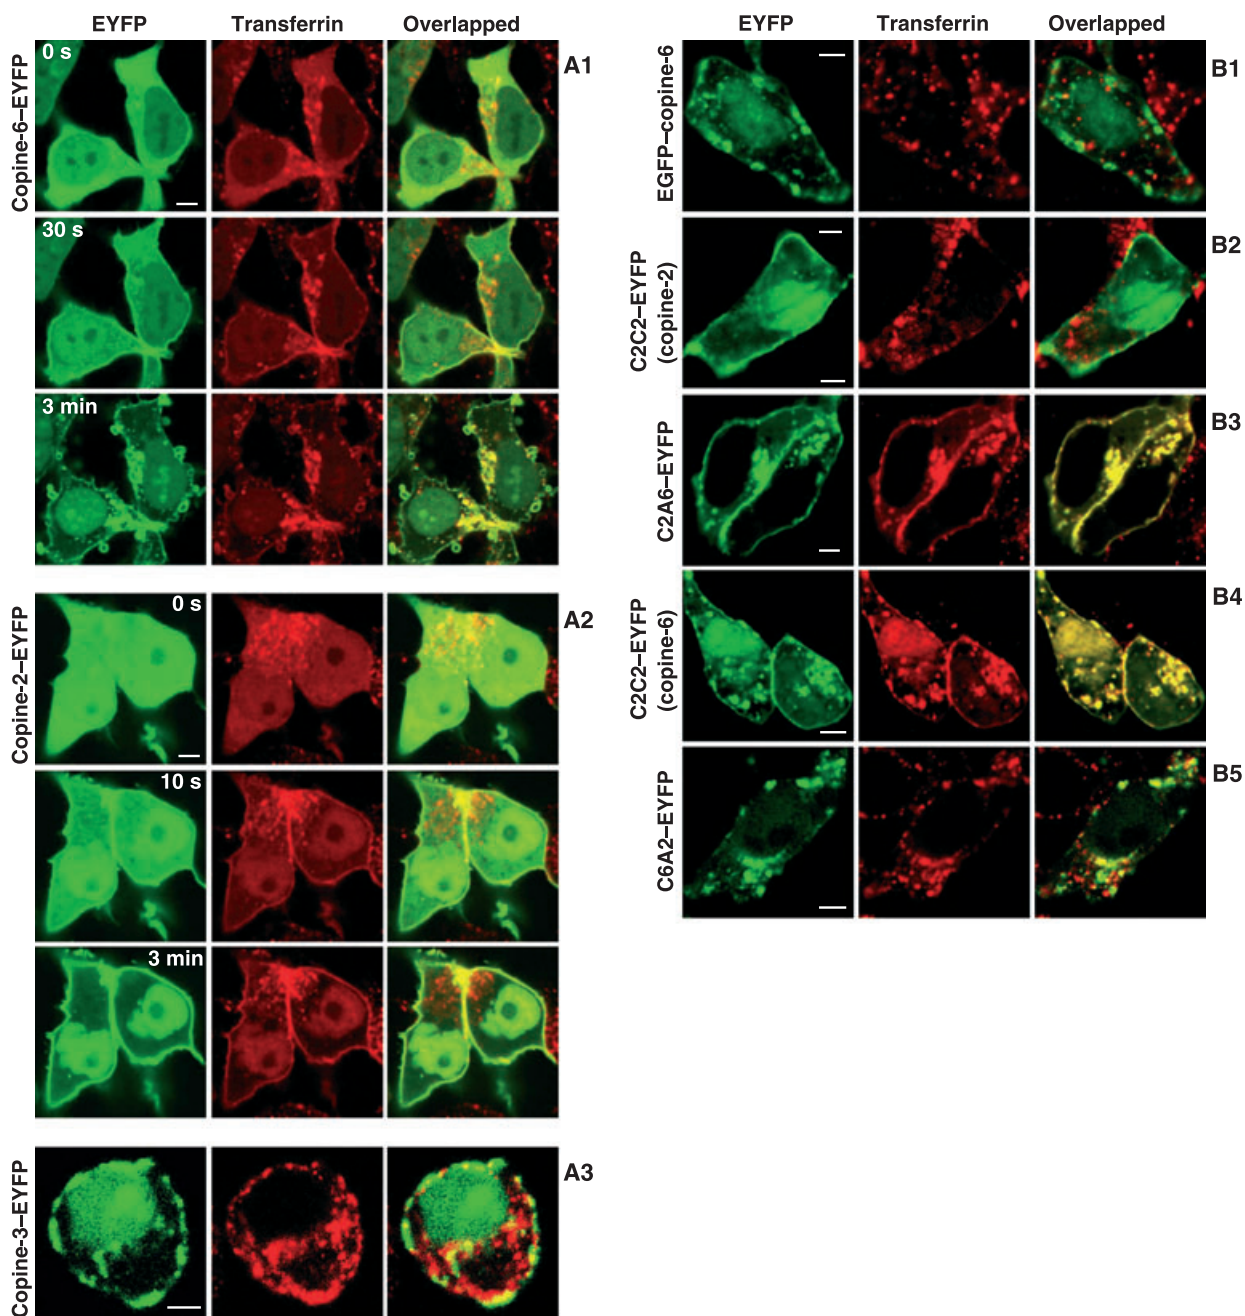 EYFP Transferrin Overlapped
Copine-6–EYFP
0 s
A1
30 s
3 min
Copine-2–EYFP
0 s
A2
10 s
3 min
Copine-3–EYFP
A3
EYFP Transferrin Overlapped
EGFP–copine-6
B1
C2C2–EYFP
(copine-2)
B2
C2A6–EYFP
B3
C2C2–EYFP
(copine-6)
B4
C6A2–EYFP
B5